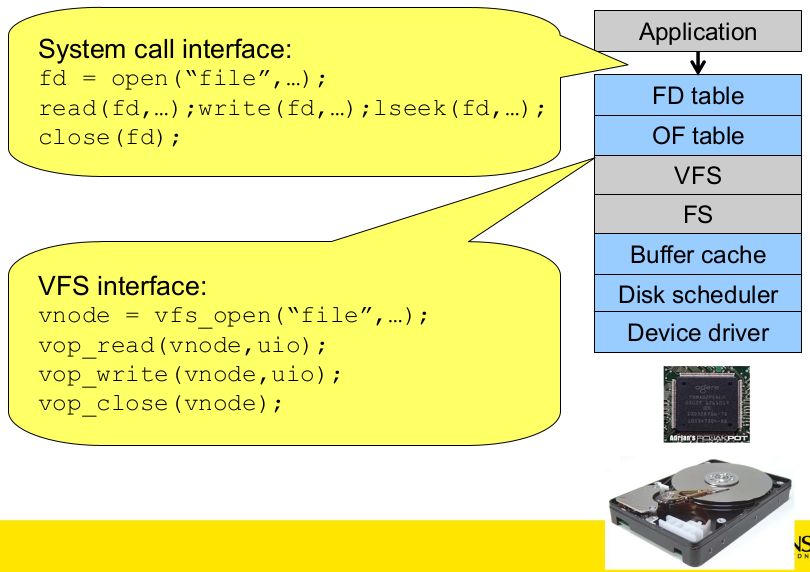 System call interface:
fd = open(“file”,…);
read(fd,…);write(fd,…);lseek(fd,…);
close(fd);
VFS interface:
vnode = vfs_open(“file”,…);
vop_read(vnode,uio);
vop_write(vnode,uio);
vop_close(vnode);
Application
FD table
OF table
VFS
FS
Buffer cache
Disk scheduler
Device driver
agere
Adrian's ROJAKPOT
NS